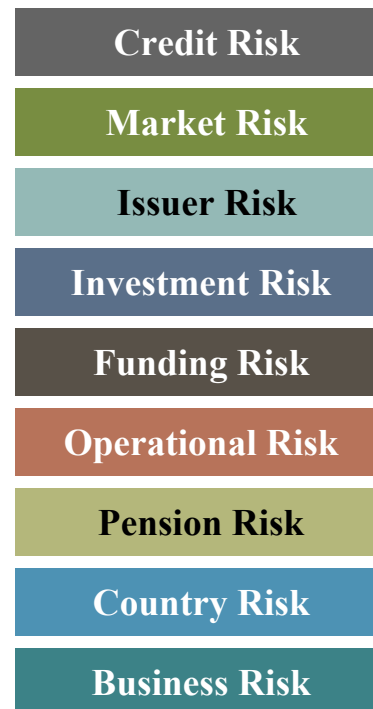 Credit Risk
Market Risk
Issuer Risk
Investment Risk
Funding Risk
Operational Risk
Pension Risk
Country Risk
Business Risk